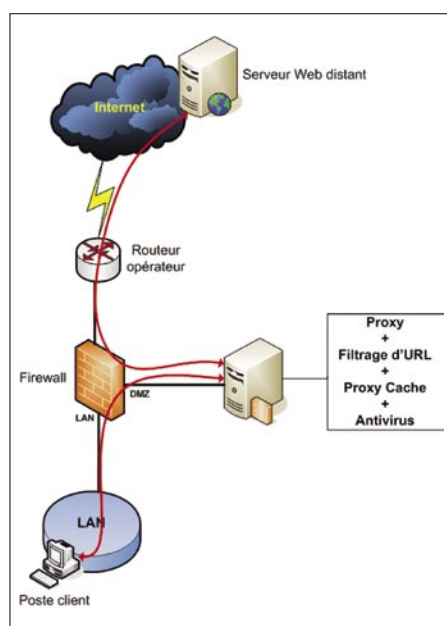 Serveur Web distant
Internet
Routeur
opérateur
Proxy
+
Filtrage d'URL
+
Proxy Cache
+
Antivirus
Firewall
DMZ
LAN
LAN
Poste client